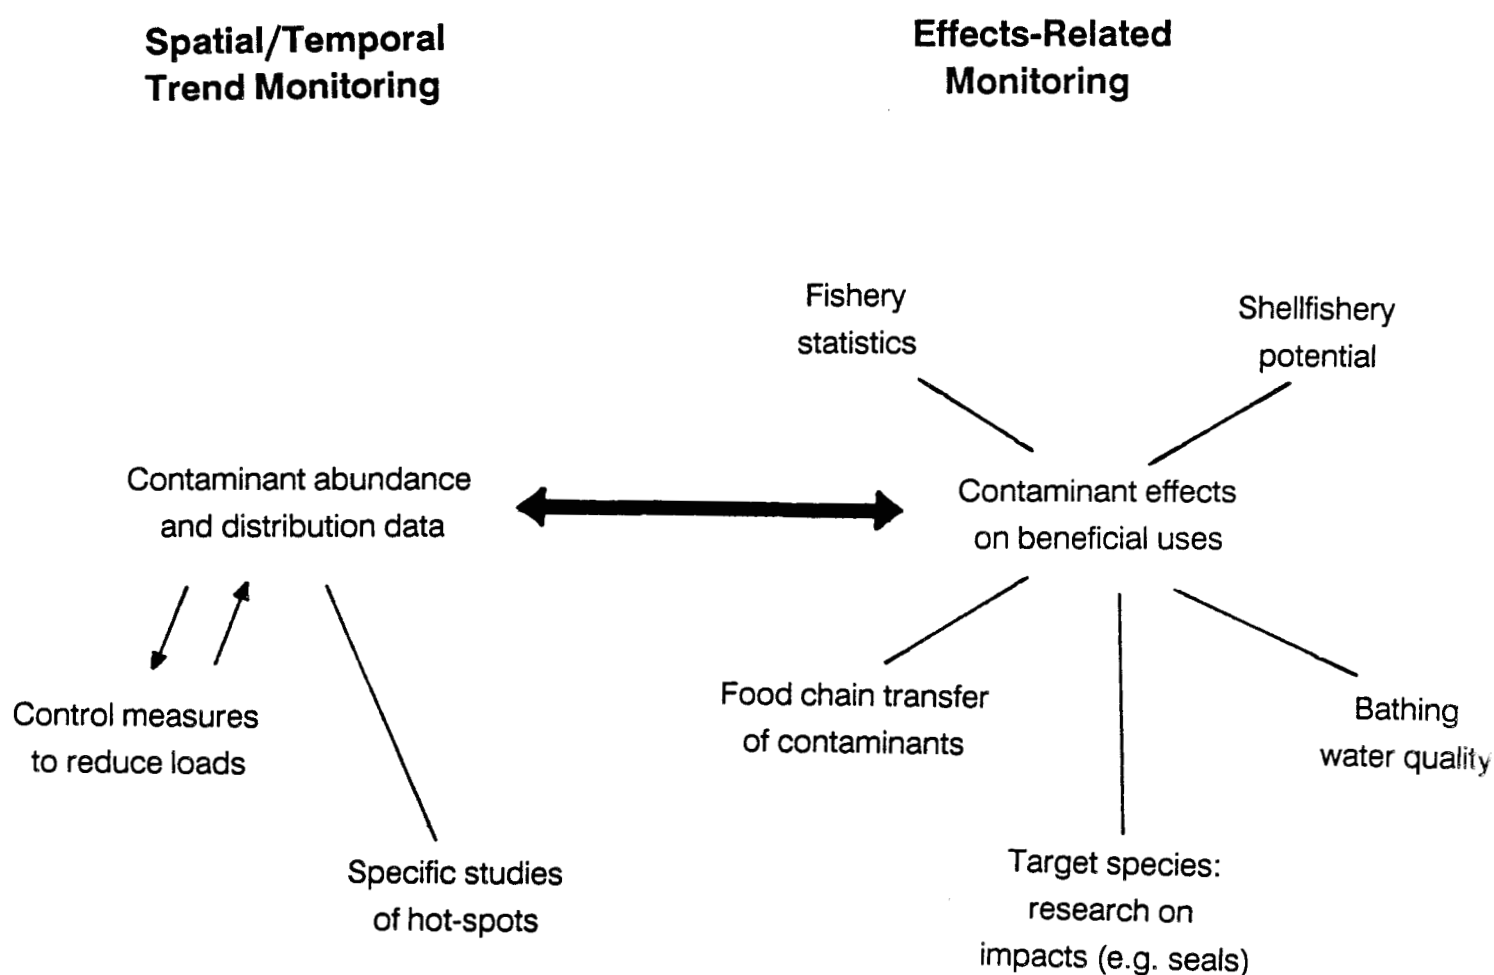 Spatial/Temporal
Trend Monitoring
Effects-Related
Monitoring
Fishery
statistics
Shellfishery
potential
Contaminant abundance
and distribution data
Contaminant effects
on beneficial uses
Control measures
to reduce loads
Food chain transfer
of contaminants
Bathing
water quality
Specific studies
of hot-spots
Target species:
research on
impacts (e.g. seals)